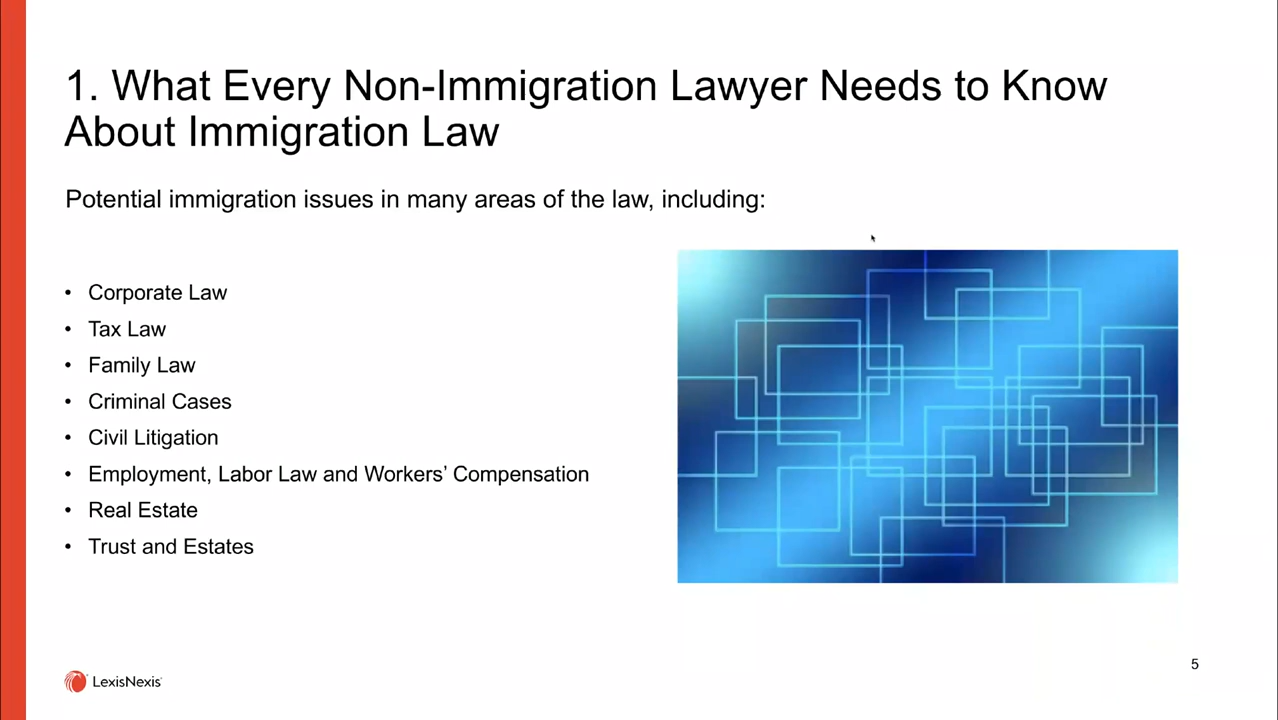 1. What Every Non-Immigration Lawyer Needs to Know
About Immigration Law
Potential immigration issues in many areas of the law, including:
• Corporate Law
• Tax Law
• Family Law
• Criminal Cases
• Civil Litigation
• Employment, Labor Law and Workers’ Compensation
• Real Estate
• Trust and Estates
LexisNexis
5